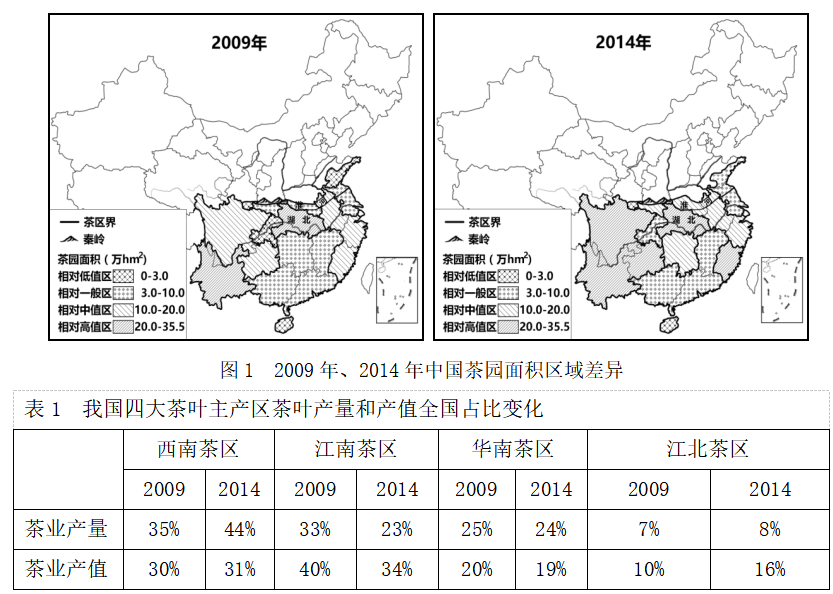 2009年
淮
湖北
茶区界
秦岭
茶园面积（万hm²）
相对低值区 0-3.0
相对一般区 3.0-10.0
相对中值区 10.0-20.0
相对高值区 20.0-35.5
2014年
淮
湖北
茶区界
秦岭
茶园面积（万hm²）
相对低值区 0-3.0
相对一般区 3.0-10.0
相对中值区 10.0-20.0
相对高值区 20.0-35.5
图1 2009年、2014年中国茶园面积区域差异
表1 我国四大茶叶主产区茶叶产量和产值全国占比变化
西南茶区 江南茶区 华南茶区 江北茶区
2009 2014 2009 2014 2009 2014 2009 2014
茶业产量 35% 44% 33% 23% 25% 24% 7% 8%
茶业产值 30% 31% 40% 34% 20% 19% 10% 16%